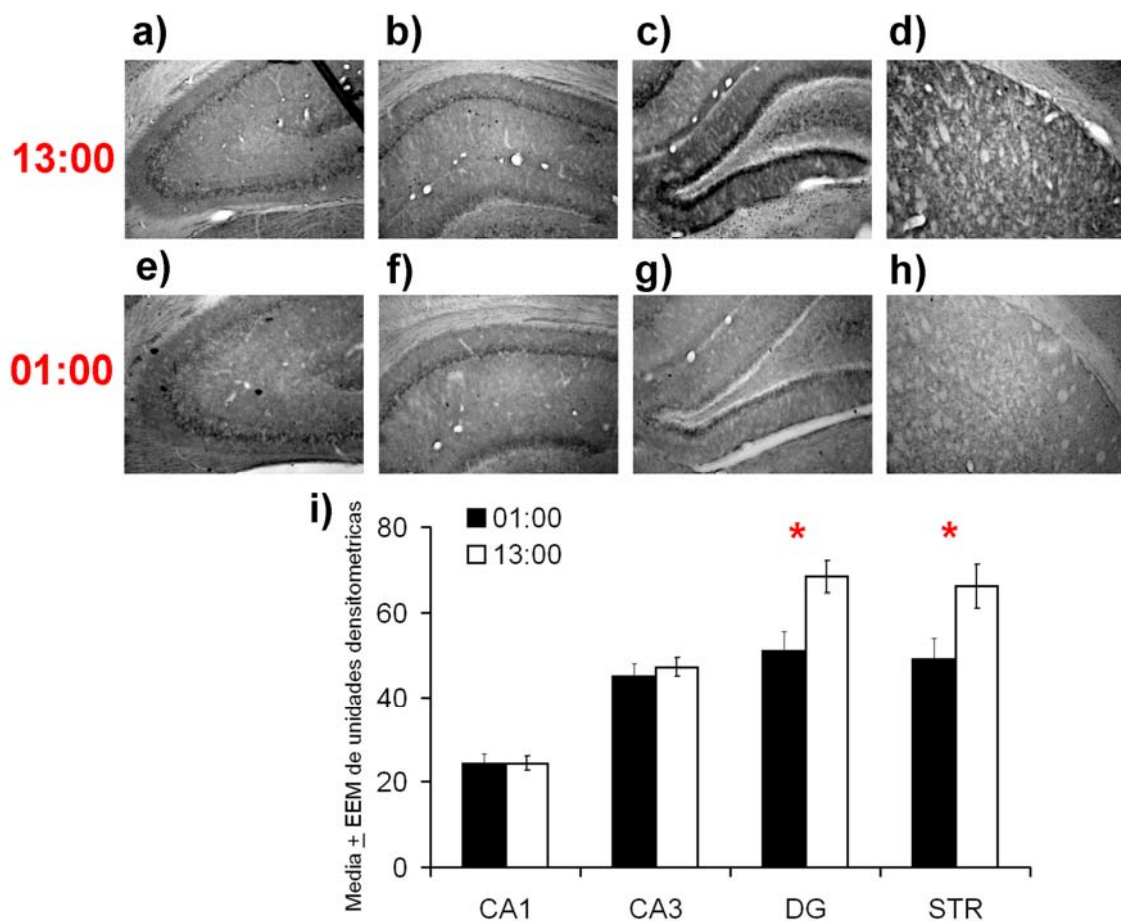 a) b) c) d)
13:00
e) f) g) h)
01:00
i)
80
60
40
20
0
Media ± EEM de unidades densitometricas
01:00
13:00
* *
CA1 CA3 DG STR